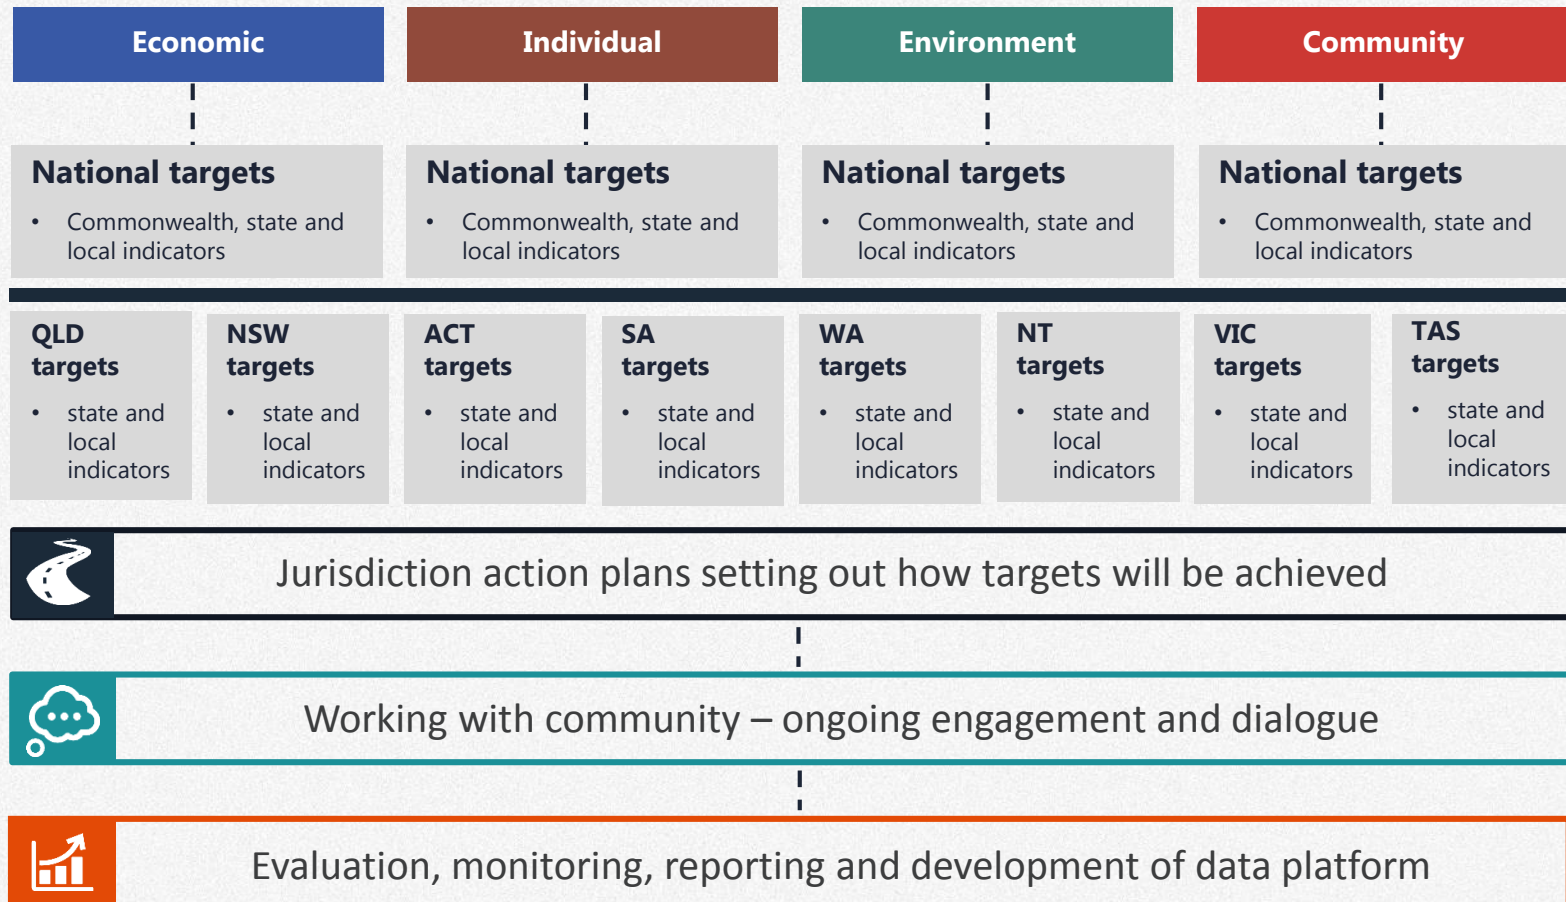 Economic
Individual
Environment
Community
National targets
• Commonwealth, state and
local indicators
National targets
• Commonwealth, state and
local indicators
National targets
• Commonwealth, state and
local indicators
National targets
• Commonwealth, state and
local indicators
QLD
targets
• state and
local
indicators
NSW
targets
• state and
local
indicators
ACT
targets
• state and
local
indicators
SA
targets
• state and
local
indicators
WA
targets
• state and
local
indicators
NT
targets
• state and
local
indicators
VIC
targets
• state and
local
indicators
TAS
targets
• state and
local
indicators
Jurisdiction action plans setting out how targets will be achieved
Working with community – ongoing engagement and dialogue
Evaluation, monitoring, reporting and development of data platform